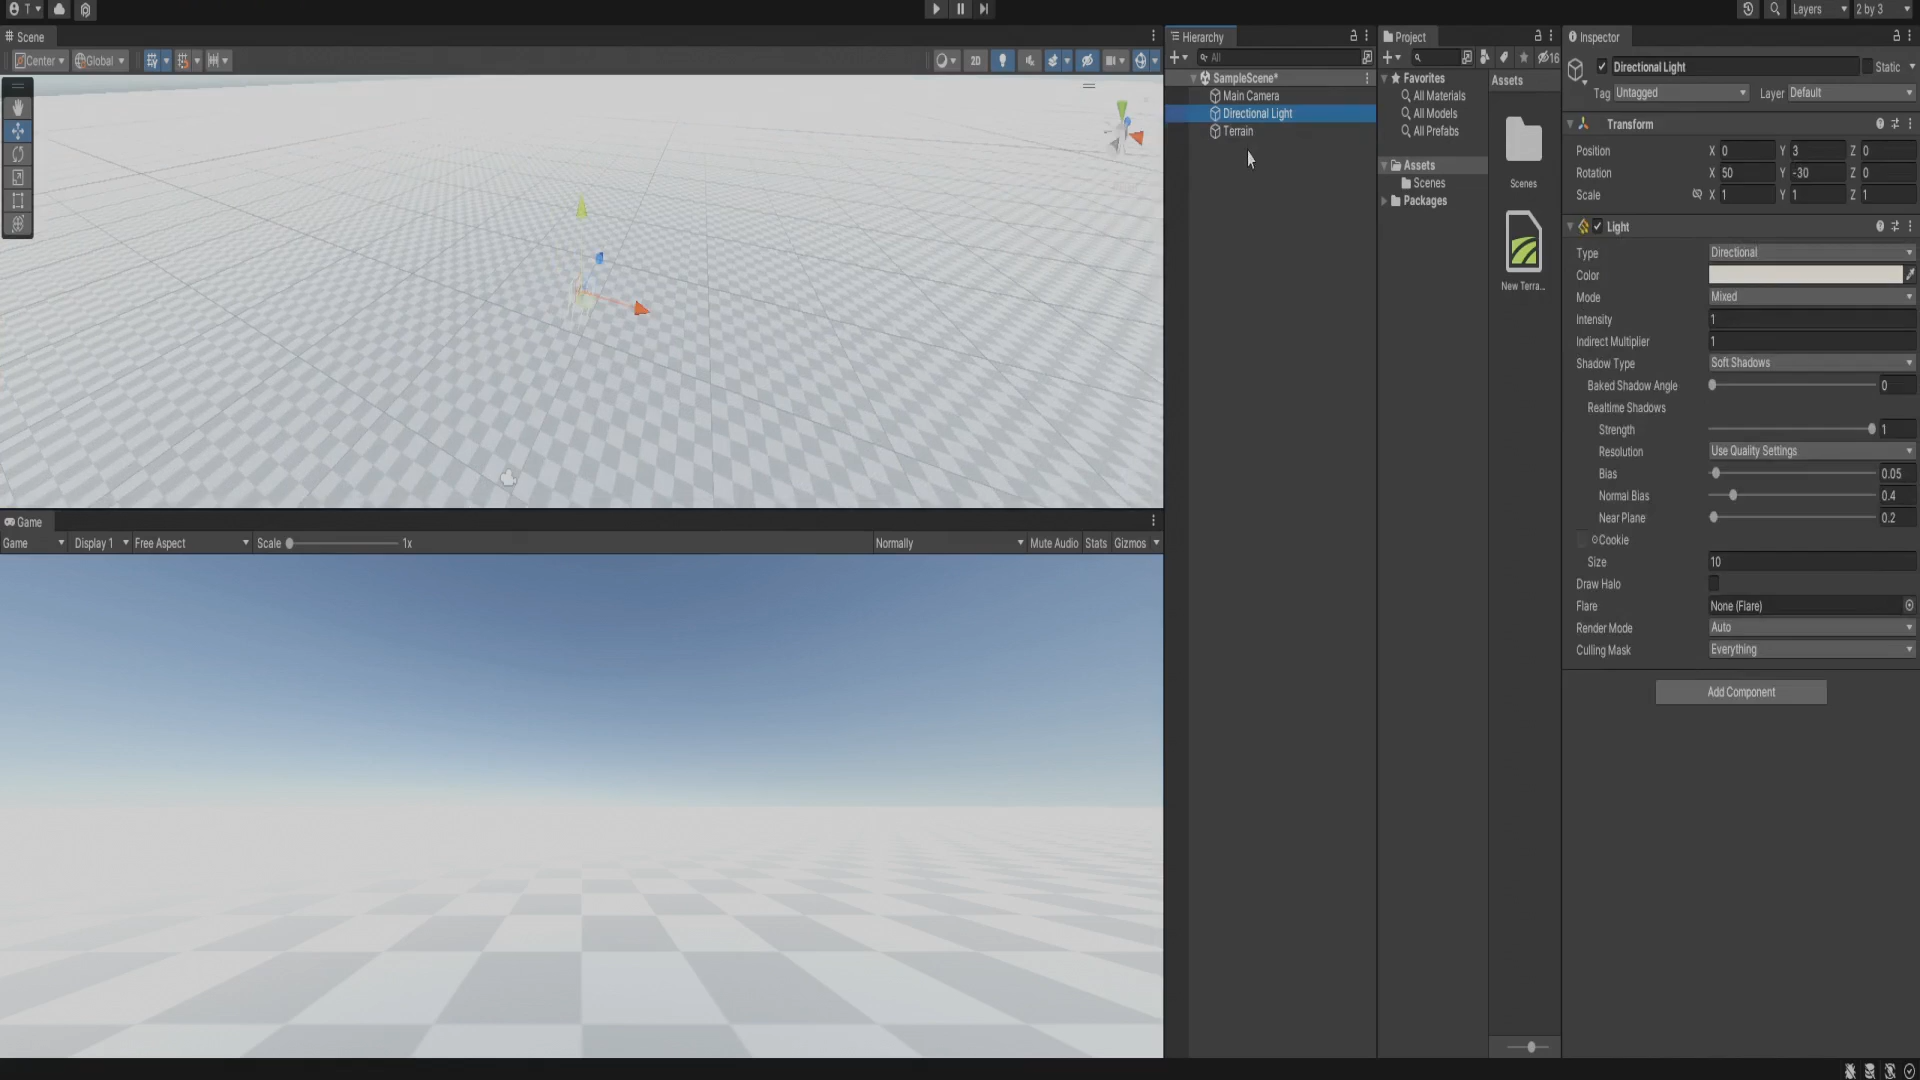 T
Layers
2 by 3
Scene
Center
Global
2D
Game
Game
Display 1
Free Aspect
Scale
1x
Normally
Mute Audio
Stats
Gizmos
Hierarchy
All
SampleScene*
Main Camera
Directional Light
Terrain
Project
16
Favorites
All Materials
All Models
All Prefabs
Assets
Scenes
Packages
Assets
Scenes
New Terra...
Inspector
Directional Light
Static
Tag Untagged
Layer Default
Transform
Position X 0 Y 3 Z 0
Rotation X 50 Y -30 Z 0
Scale X 1 Y 1 Z 1
Light
Type Directional
Color
Mode Mixed
Intensity 1
Indirect Multiplier 1
Shadow Type Soft Shadows
Baked Shadow Angle 0
Realtime Shadows
Strength 1
Resolution Use Quality Settings
Bias 0.05
Normal Bias 0.4
Near Plane 0.2
Cookie
Size 10
Draw Halo
Flare None (Flare)
Render Mode Auto
Culling Mask Everything
Add Component